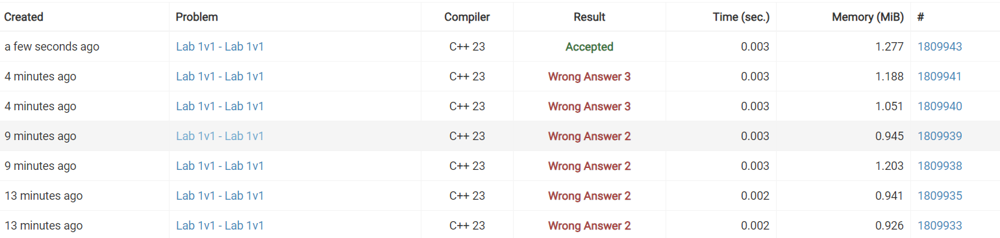 Created Problem Compiler Result Time (sec.) Memory (MiB) #
a few seconds ago Lab 1v1 - Lab 1v1 C++ 23 Accepted 0.003 1.277 1809943
4 minutes ago Lab 1v1 - Lab 1v1 C++ 23 Wrong Answer 3 0.003 1.188 1809941
4 minutes ago Lab 1v1 - Lab 1v1 C++ 23 Wrong Answer 3 0.003 1.051 1809940
9 minutes ago Lab 1v1 - Lab 1v1 C++ 23 Wrong Answer 2 0.003 0.945 1809939
9 minutes ago Lab 1v1 - Lab 1v1 C++ 23 Wrong Answer 2 0.003 1.203 1809938
13 minutes ago Lab 1v1 - Lab 1v1 C++ 23 Wrong Answer 2 0.002 0.941 1809935
13 minutes ago Lab 1v1 - Lab 1v1 C++ 23 Wrong Answer 2 0.002 0.926 1809933